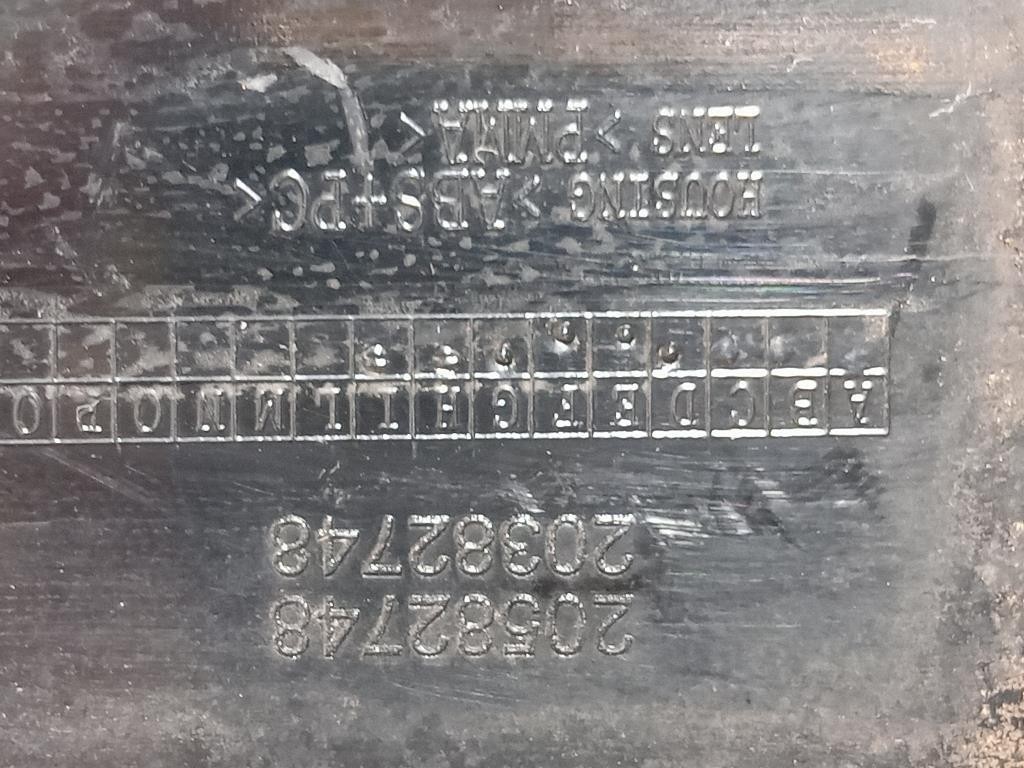 20582748
20382748
A B C D E F G H I L M N O P Q
HOUSING >ABS+PC<
LENS >PMMA<